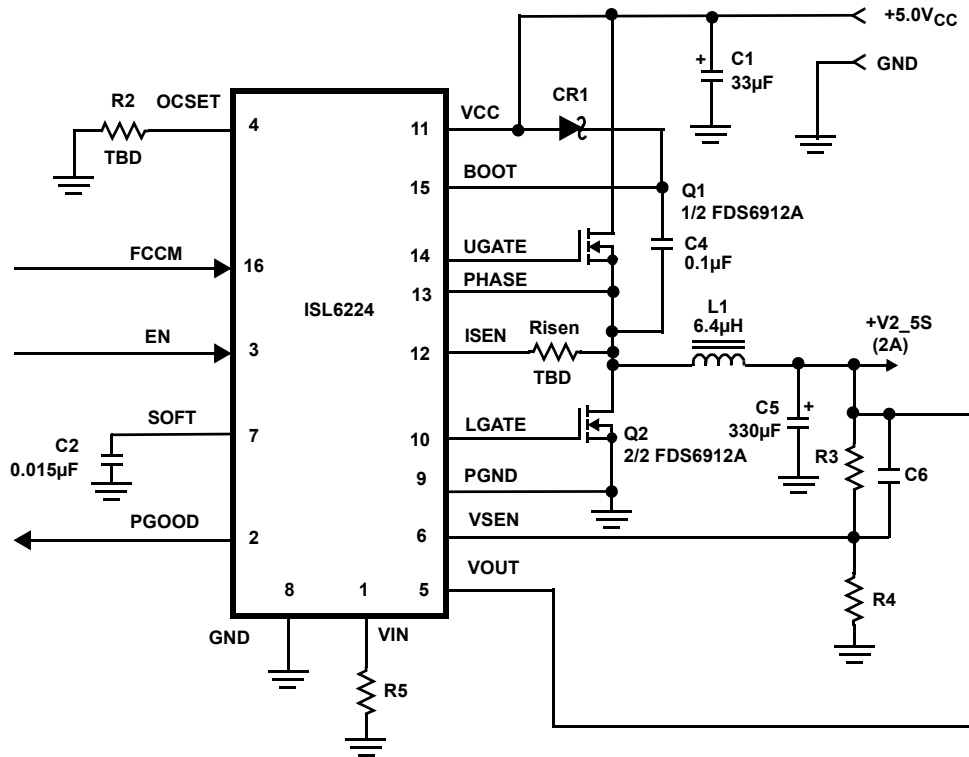 +5.0VCC
GND
C1
33µF
+
R2
TBD
OCSET
4
11
VCC
CR1
15
BOOT
Q1
1/2 FDS6912A
C4
0.1µF
FCCM
16
14
UGATE
13
PHASE
ISL6224
EN
3
12
ISEN
Risen
TBD
L1
6.4µH
+V2_5S
(2A)
SOFT
7
C2
0.015µF
10
LGATE
Q2
2/2 FDS6912A
C5
330µF
+
R3
C6
9
PGND
PGOOD
2
6
VSEN
5
VOUT
R4
8
GND
1
VIN
R5